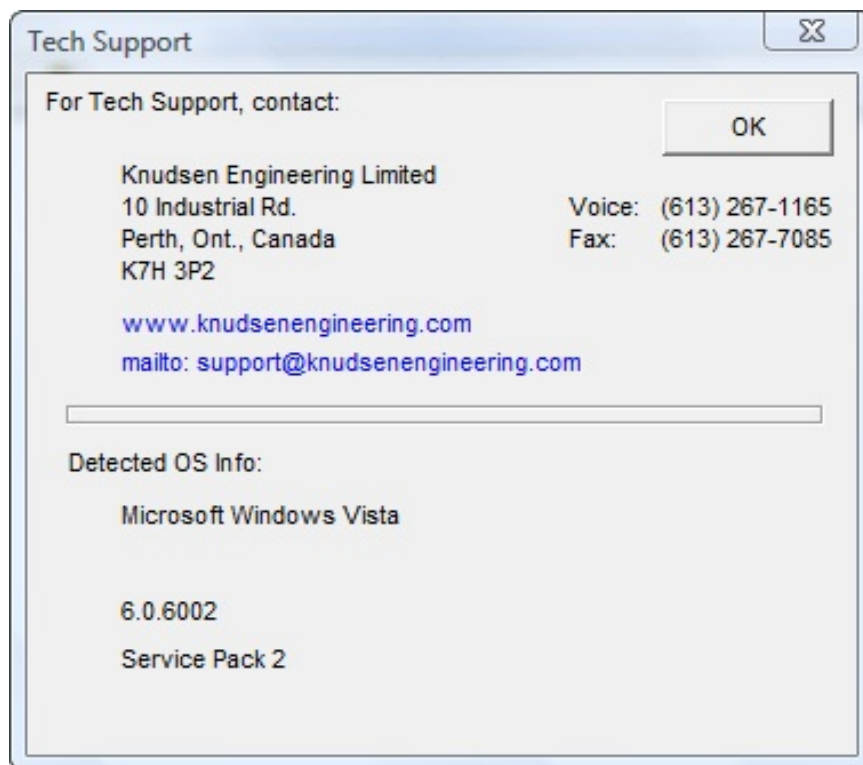 Tech Support
For Tech Support, contact:
OK
Knudsen Engineering Limited
10 Industrial Rd.
Perth, Ont., Canada
K7H 3P2
Voice: (613) 267-1165
Fax: (613) 267-7085
www.knudsenengineering.com
mailto: support@knudsenengineering.com
Detected OS Info:
Microsoft Windows Vista
6.0.6002
Service Pack 2